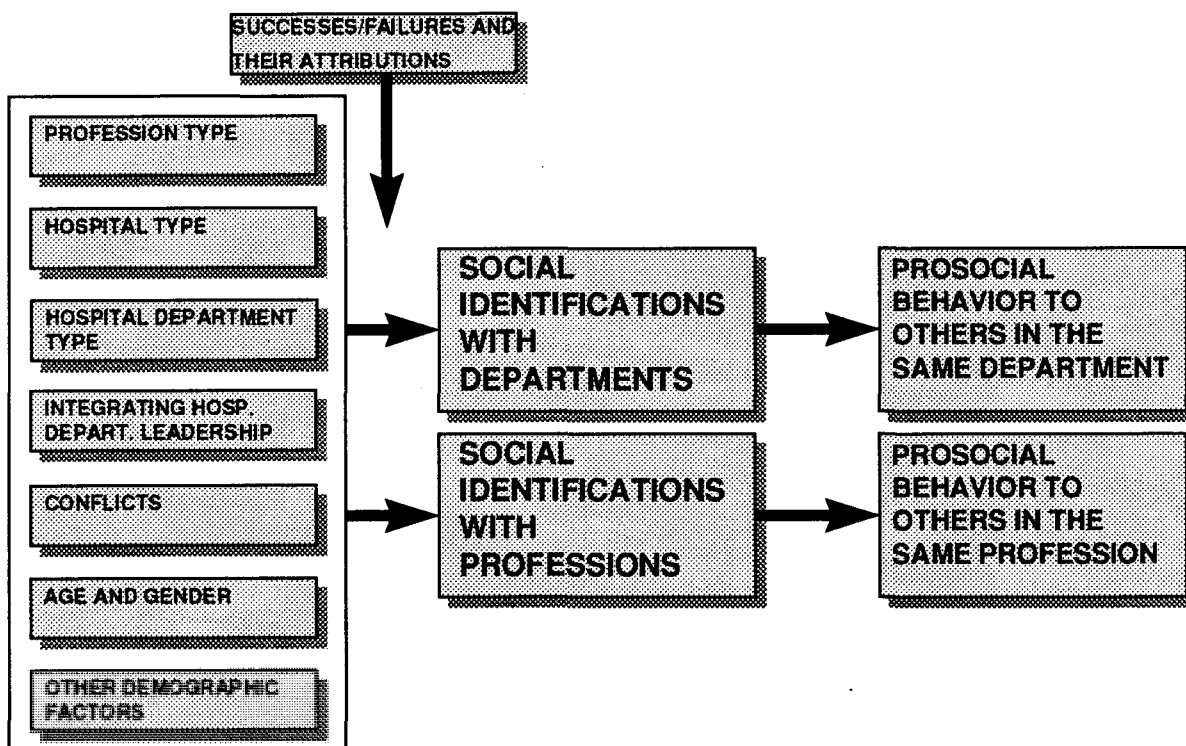 SUCCESSES/FAILURES AND
THEIR ATTRIBUTIONS
PROFESSION TYPE
HOSPITAL TYPE
HOSPITAL DEPARTMENT
TYPE
INTEGRATING HOSP.
DEPART. LEADERSHIP
CONFLICTS
AGE AND GENDER
OTHER DEMOGRAPHIC
FACTORS
SOCIAL
IDENTIFICATIONS
WITH
DEPARTMENTS
SOCIAL
IDENTIFICATIONS
WITH
PROFESSIONS
PROSOCIAL
BEHAVIOR TO
OTHERS IN THE
SAME DEPARTMENT
PROSOCIAL
BEHAVIOR TO
OTHERS IN THE
SAME PROFESSION